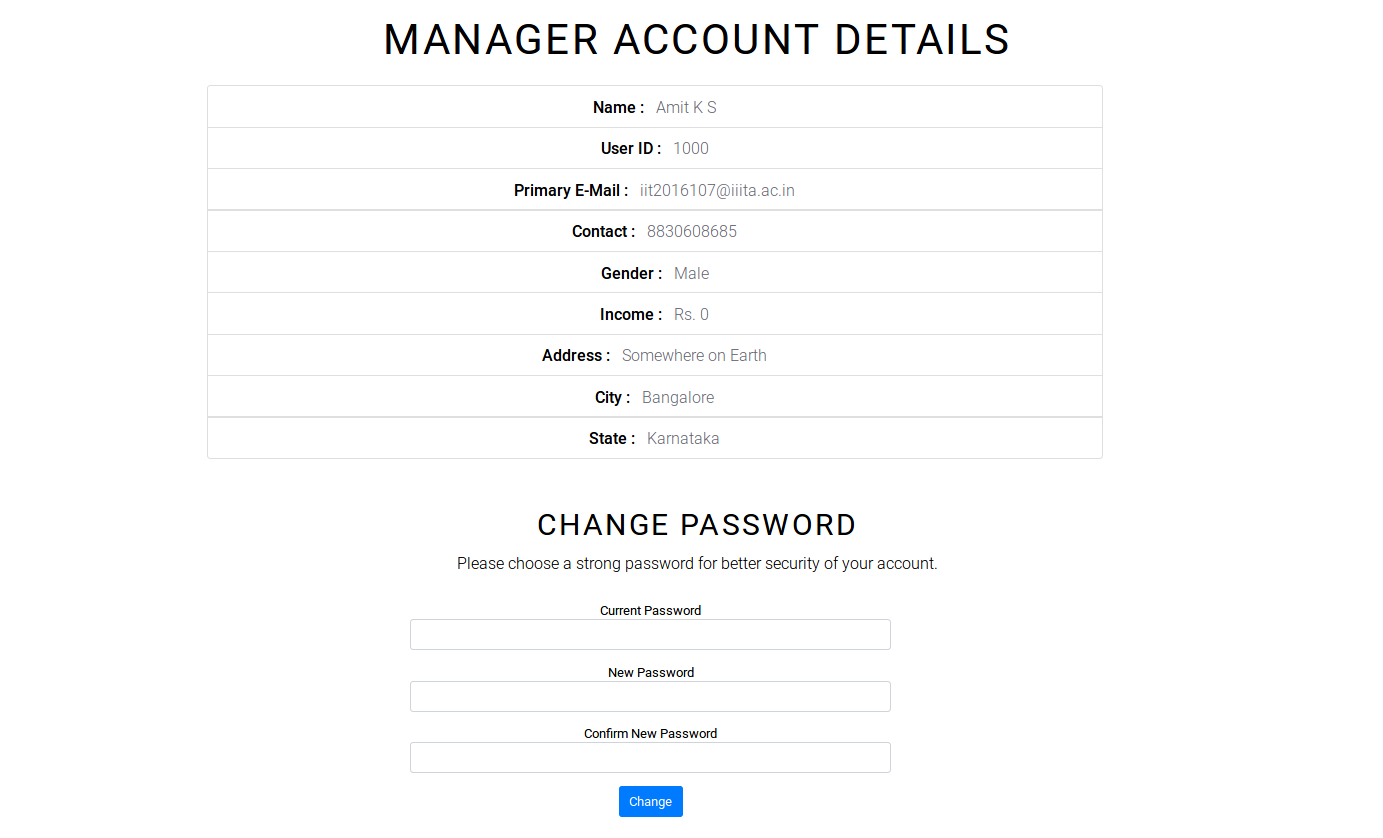 MANAGER ACCOUNT DETAILS
Name : Amit K S
User ID : 1000
Primary E-Mail : iit2016107@iiita.ac.in
Contact : 8830608685
Gender : Male
Income : Rs. 0
Address : Somewhere on Earth
City : Bangalore
State : Karnataka
CHANGE PASSWORD
Please choose a strong password for better security of your account.
Current Password
New Password
Confirm New Password
Change